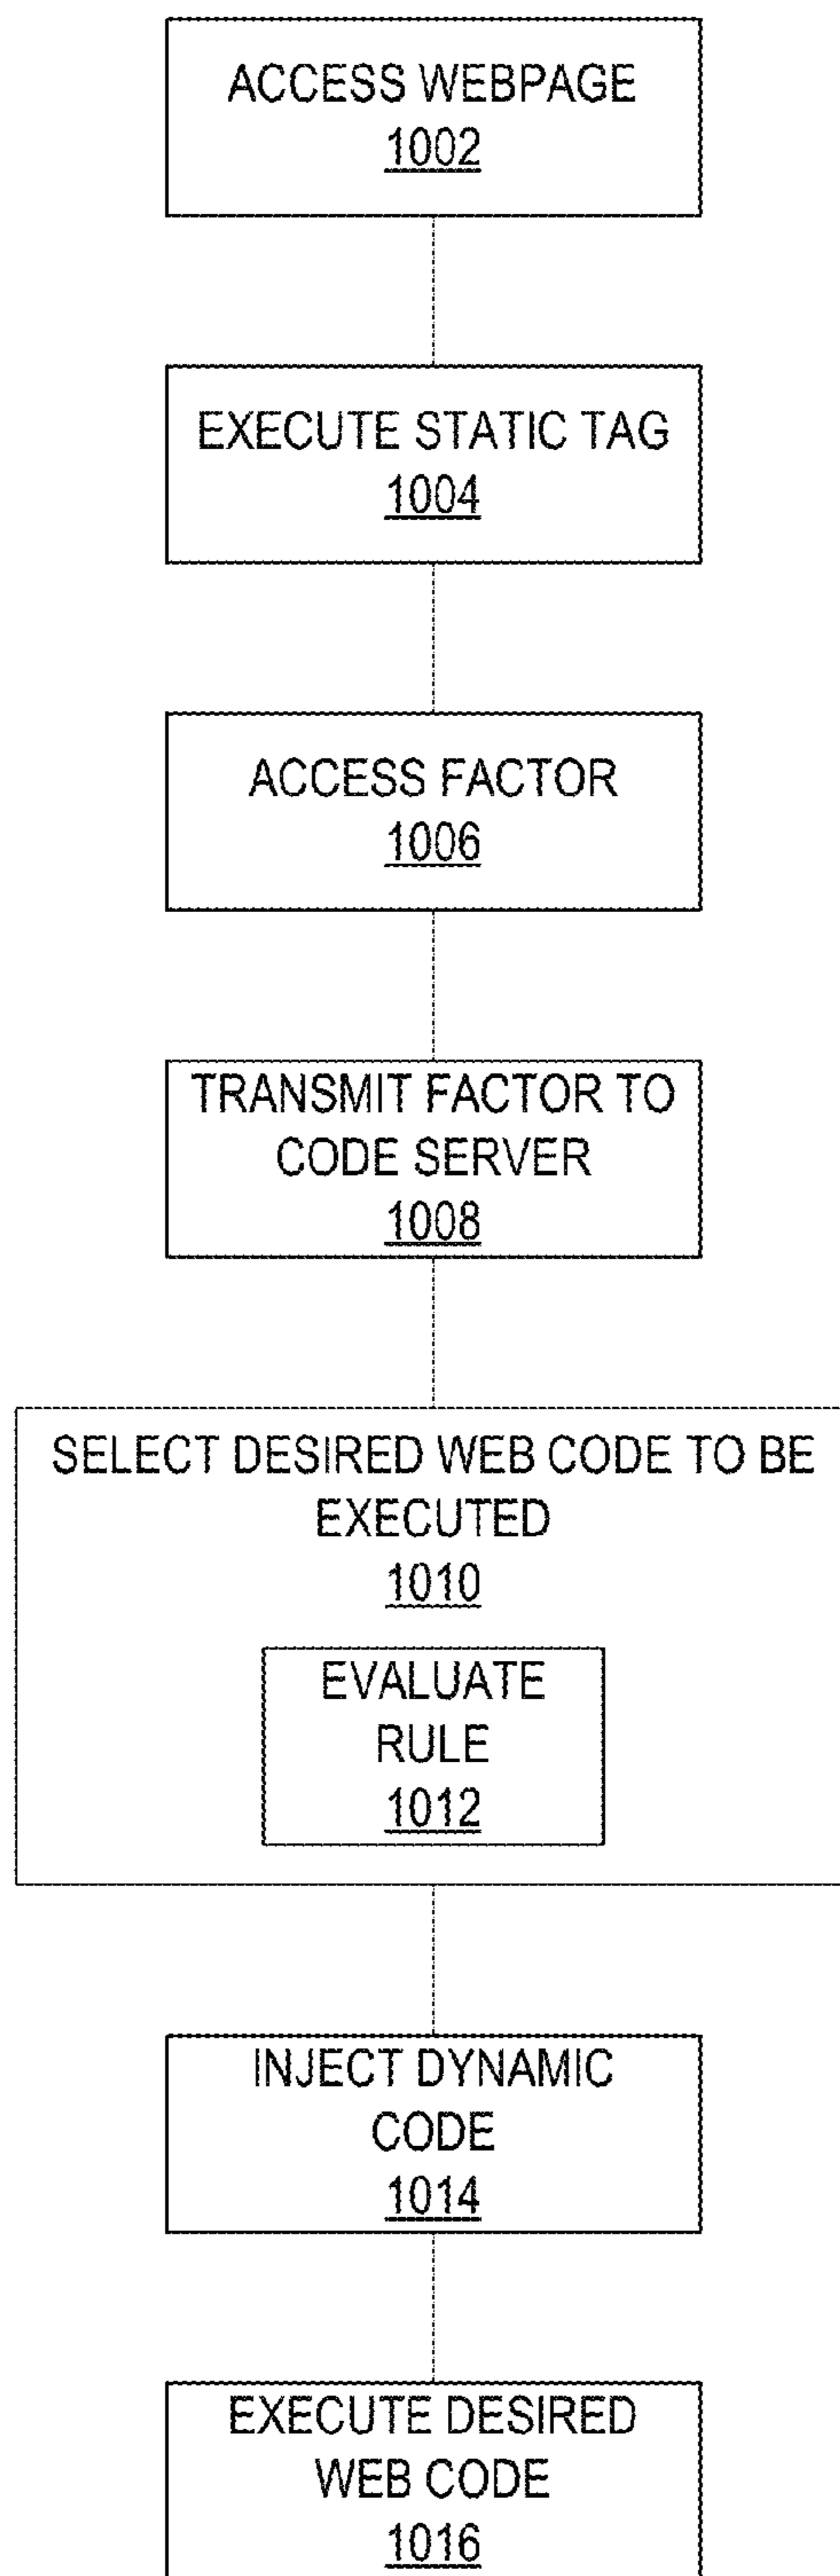 ACCESS WEBPAGE
1002
EXECUTE STATIC TAG
1004
ACCESS FACTOR
1006
TRANSMIT FACTOR TO
CODE SERVER
1008
SELECT DESIRED WEB CODE TO BE
EXECUTED
1010
EVALUATE
RULE
1012
INJECT DYNAMIC
CODE
1014
EXECUTE DESIRED
WEB CODE
1016